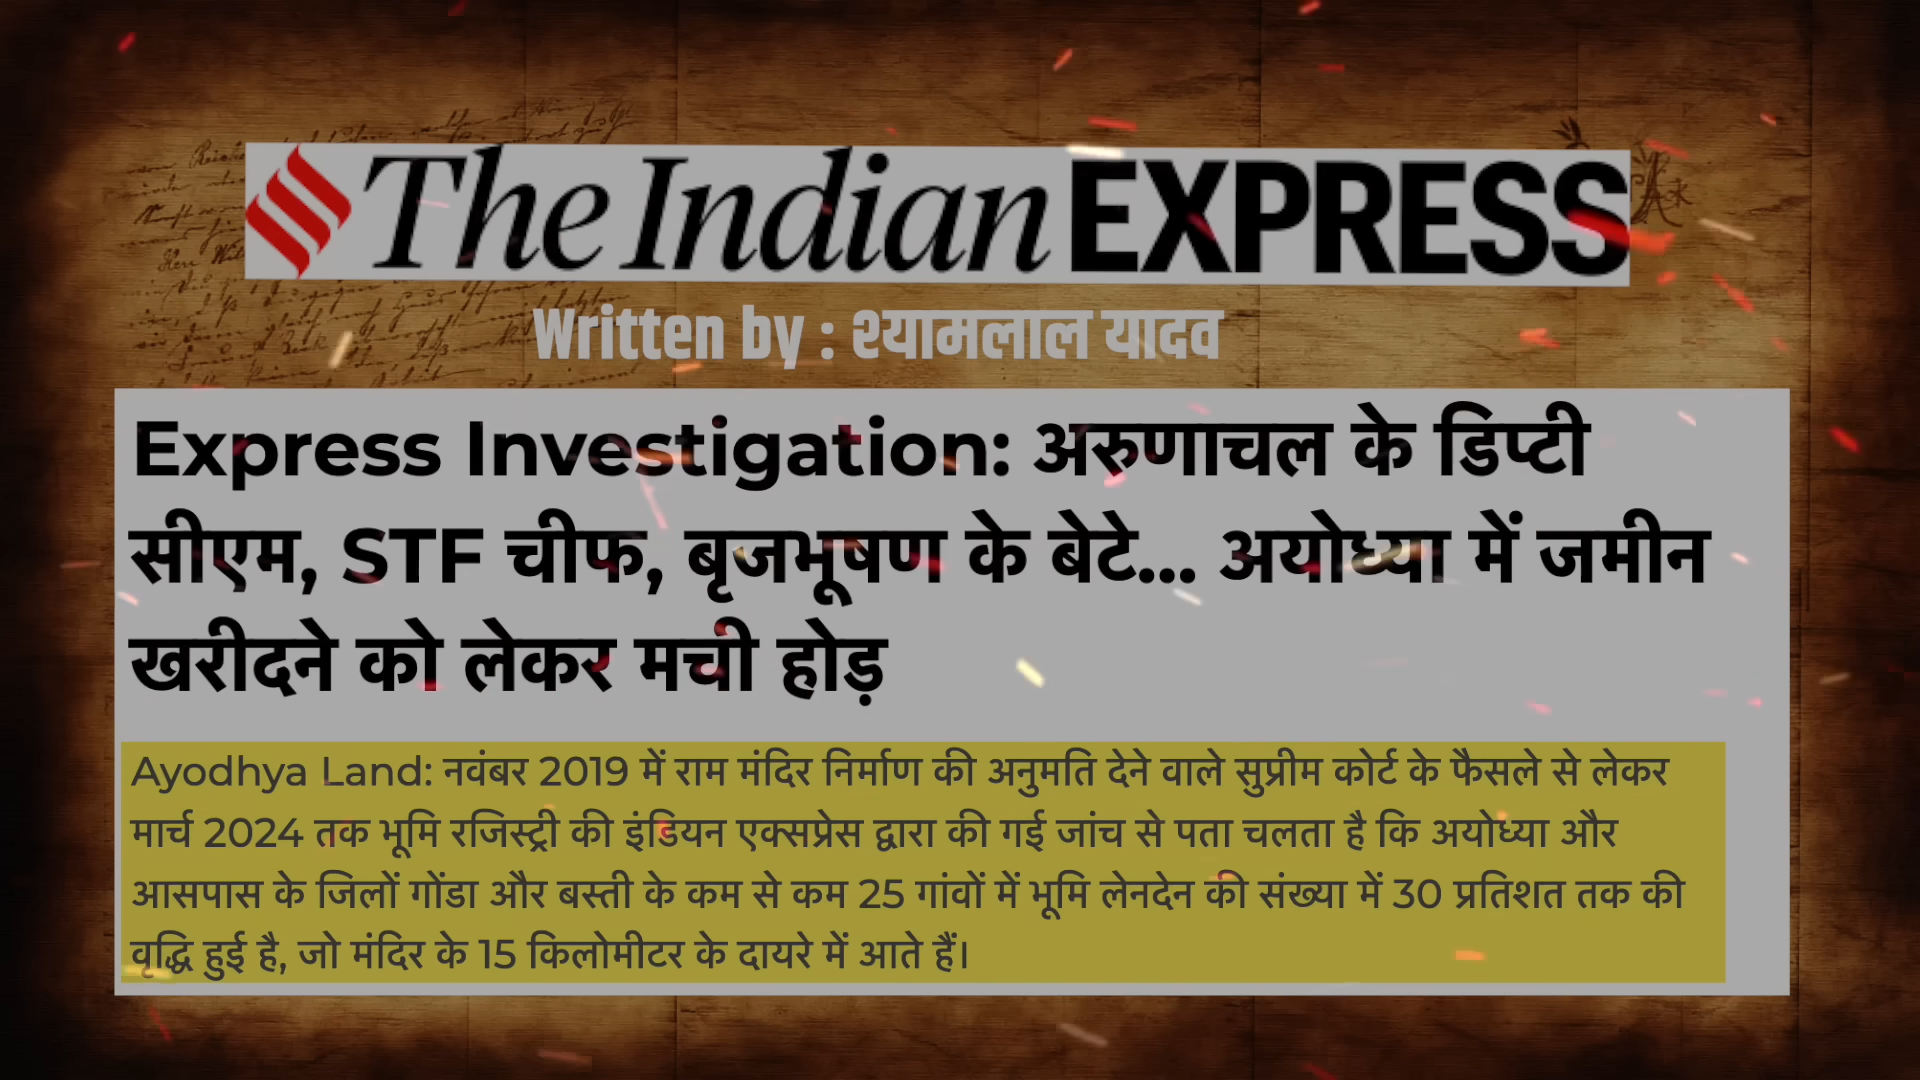 The Indian EXPRESS
Written by : श्यामलाल यादव
Express Investigation: अरुणाचल के डिप्टी
सीएम, STF चीफ, बृजभूषण के बेटे... अयोध्या में जमीन
खरीदने को लेकर मची होड़
Ayodhya Land: नवंबर 2019 में राम मंदिर निर्माण की अनुमति देने वाले सुप्रीम कोर्ट के फैसले से लेकर
मार्च 2024 तक भूमि रजिस्ट्री की इंडियन एक्सप्रेस द्वारा की गई जांच से पता चलता है कि अयोध्या और
आसपास के जिलों गोंडा और बस्ती के कम से कम 25 गांवों में भूमि लेनदेन की संख्या में 30 प्रतिशत तक की
वृद्धि हुई है, जो मंदिर के 15 किलोमीटर के दायरे में आते हैं।